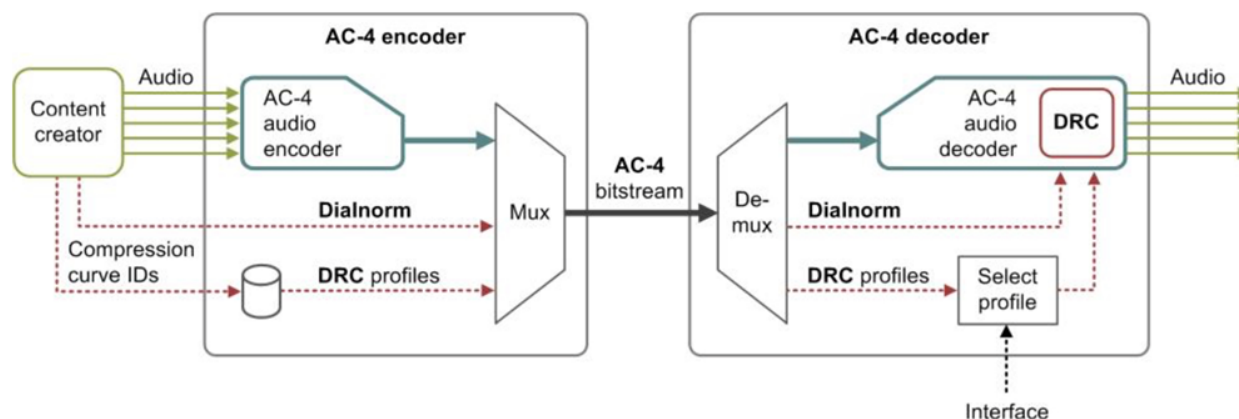 AC-4 encoder
AC-4 decoder
Content
creator
Audio
AC-4
audio
encoder
Mux
AC-4
bitstream
De-
mux
AC-4
audio
decoder
DRC
Audio
Dialnorm
Dialnorm
Compression
curve IDs
DRC profiles
DRC profiles
Select
profile
Interface